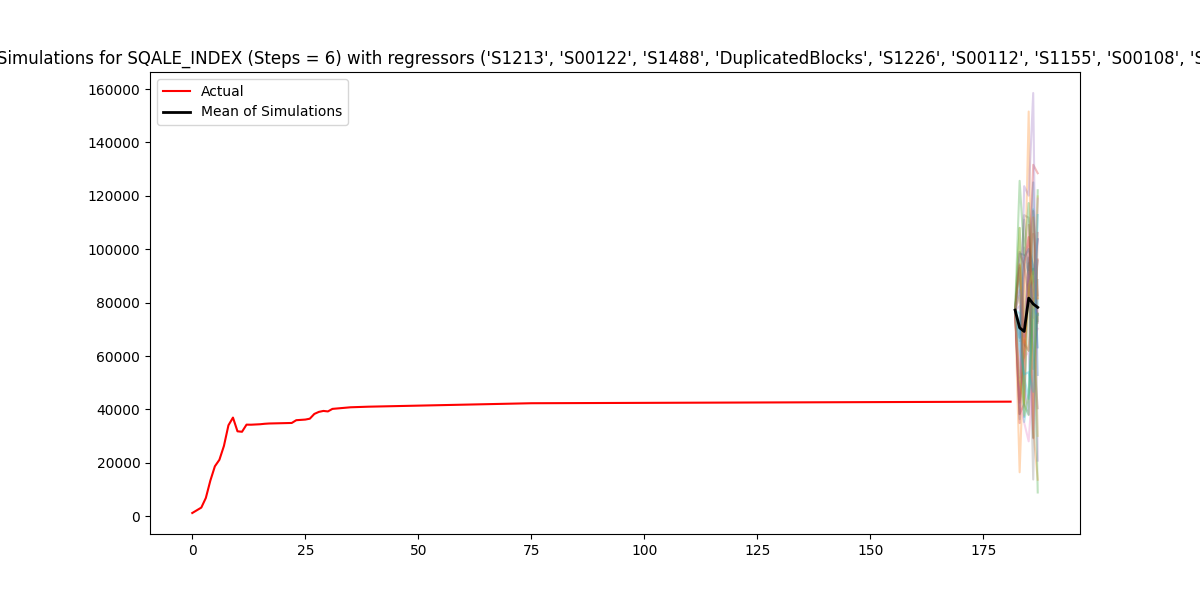 Simulations for SQALE_INDEX (Steps = 6) with regressors ('S1213', 'S00122', 'S1488', 'DuplicatedBlocks', 'S1226', 'S00112', 'S1155', 'S00108', 'S
Actual
Mean of Simulations
160000
140000
120000
100000
80000
60000
40000
20000
0
0 25 50 75 100 125 150 175